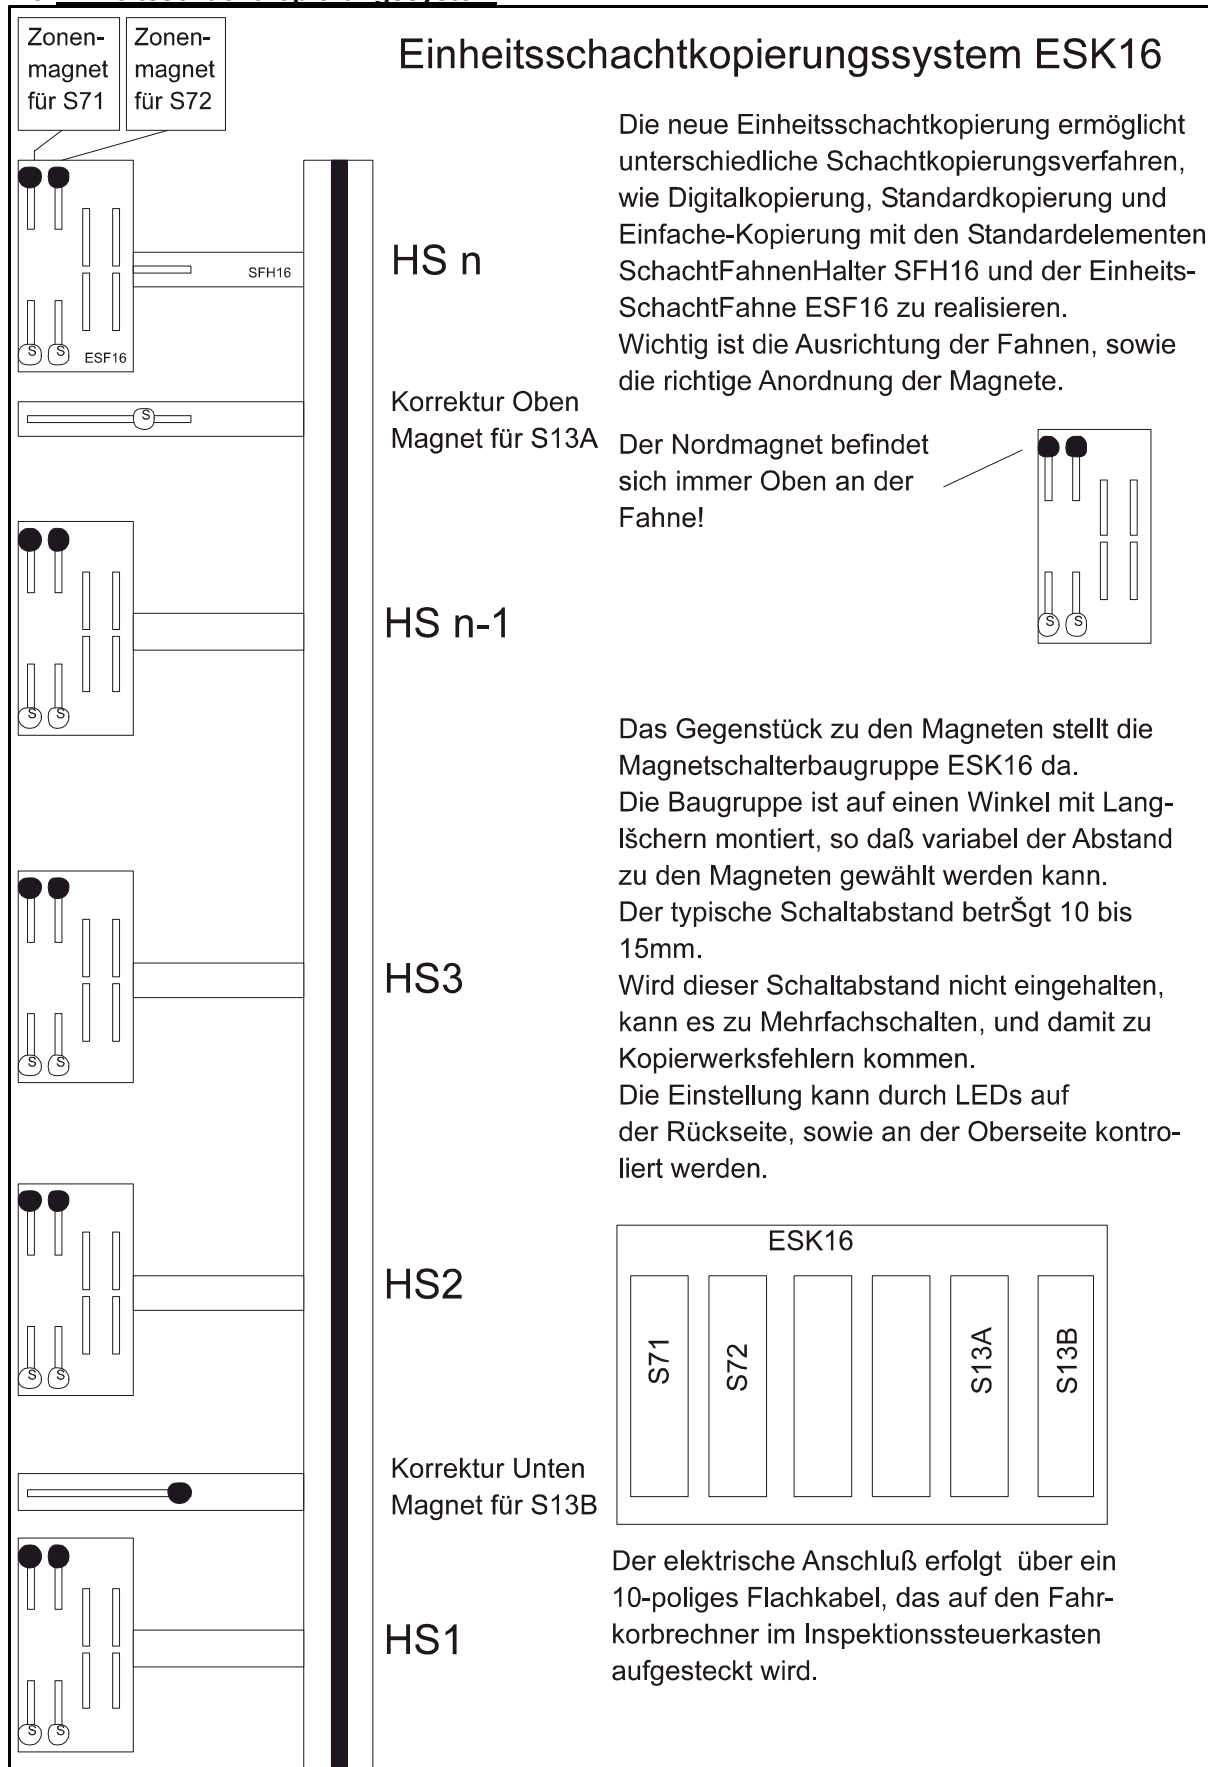 Zonen-
magnet
für S71
Zonen-
magnet
für S72
Einheitsschachtkopierungssystem ESK16
Die neue Einheitsschachtkopierung ermöglicht
unterschiedliche Schachtkopierungsverfahren,
wie Digitalkopierung, Standardkopierung und
Einfache-Kopierung mit den Standardelementen
SchachtFahnenHalter SFH16 und der Einheits-
SchachtFahne ESF16 zu realisieren.
Wichtig ist die Ausrichtung der Fahnen, sowie
die richtige Anordnung der Magnete.
HS n
SFH16
S S
ESF16
Korrektur Oben
Magnet für S13A
S
Der Nordmagnet befindet
sich immer Oben an der
Fahne!
S S
HS n-1
S S
Das Gegenstück zu den Magneten stellt die
Magnetschalterbaugruppe ESK16 da.
Die Baugruppe ist auf einen Winkel mit Lang-
lšchern montiert, so daß variabel der Abstand
zu den Magneten gewählt werden kann.
Der typische Schaltabstand betrŠgt 10 bis
15mm.
Wird dieser Schaltabstand nicht eingehalten,
kann es zu Mehrfachschalten, und damit zu
Kopierwerksfehlern kommen.
Die Einstellung kann durch LEDs auf
der Rückseite, sowie an der Oberseite kontro-
liert werden.
HS3
S S
HS2
S S
ESK16
S71
S72
S13A
S13B
Korrektur Unten
Magnet für S13B
Der elektrische Anschluß erfolgt über ein
10-poliges Flachkabel, das auf den Fahr-
korbrechner im Inspektionssteuerkasten
aufgesteckt wird.
HS1
S S